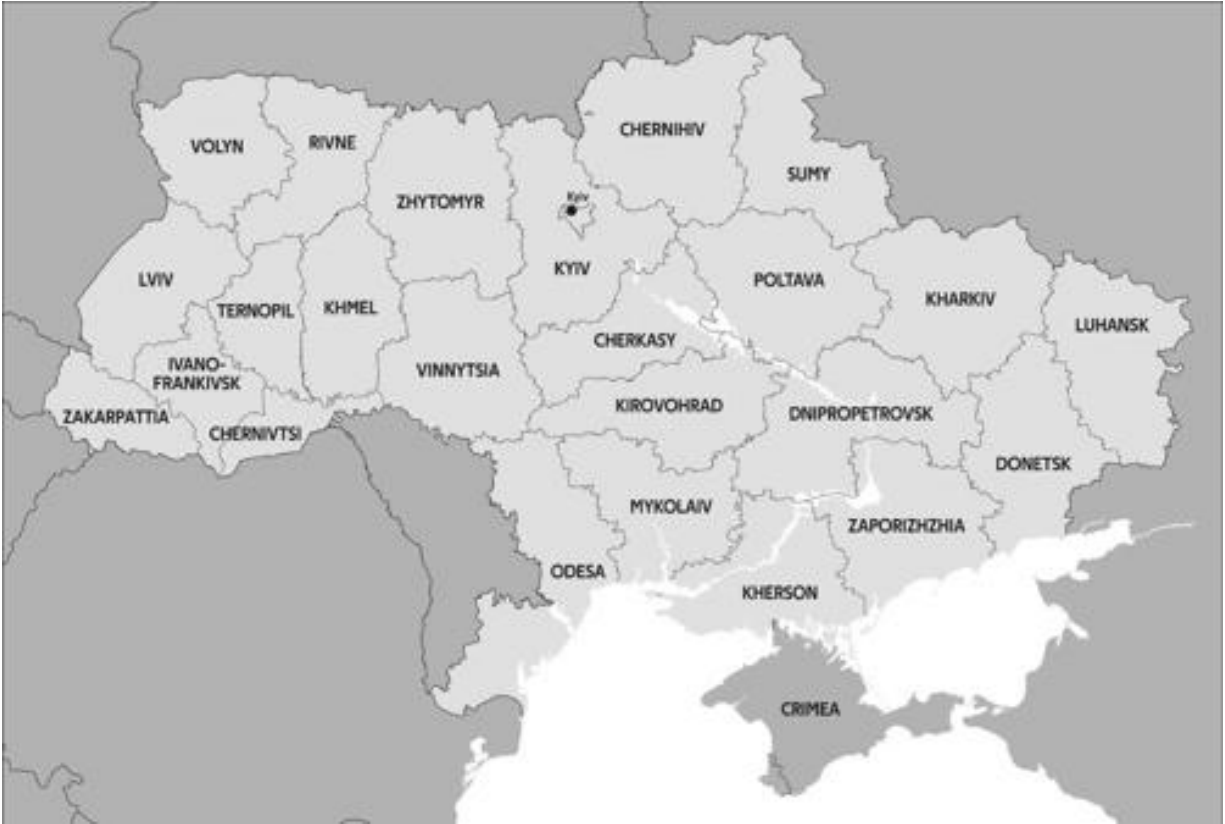 CHERNIHIV
VOLYN
RIVNE
SUMY
ZHYTOMYR
Kyiv
KYIV
LVIV
TERNOPIL
KHMEL
POLTAVA
KHARKIV
LUHANSK
CHERKASY
IVANO-
FRANKIVSK
VINNYTSIA
ZAKARPATTIA
CHERNIVTSI
KIROVOHRAD
DNIPROPETROVSK
DONETSK
MYKOLAIV
ZAPORIZHZHIA
ODESA
KHERSON
CRIMEA